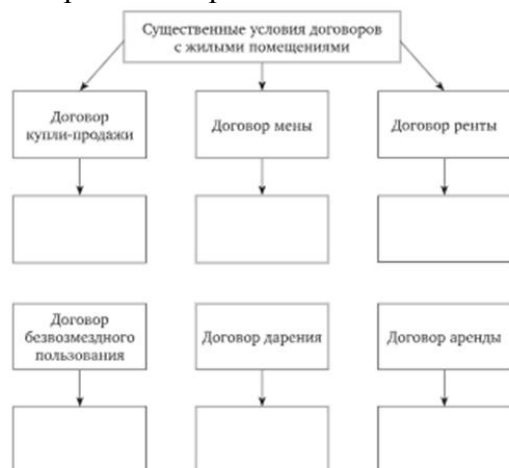 Существенные условия договоров
с жилыми помещениями
Договор
купли-продажи
Договор мены
Договор ренты
Договор
безвозмездного
пользования
Договор дарения
Договор аренды